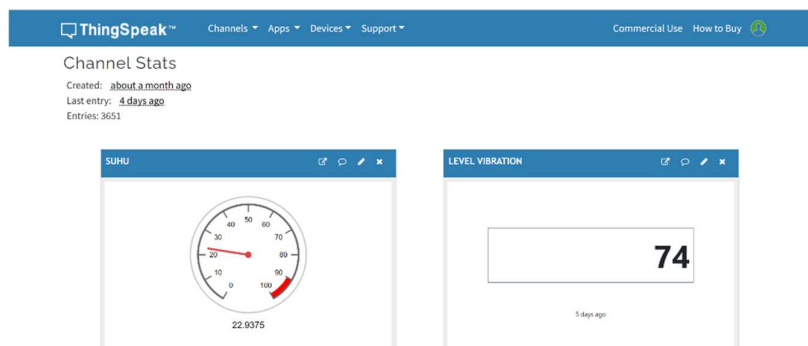 ThingSpeak™ Channels Apps Devices Support Commercial Use How to Buy
Channel Stats
Created: about a month ago
Last entry: 4 days ago
Entries: 3651
SUHU
0
10
20
30
40
50
60
70
80
90
100
22.9375
LEVEL VIBRATION
74
5 days ago